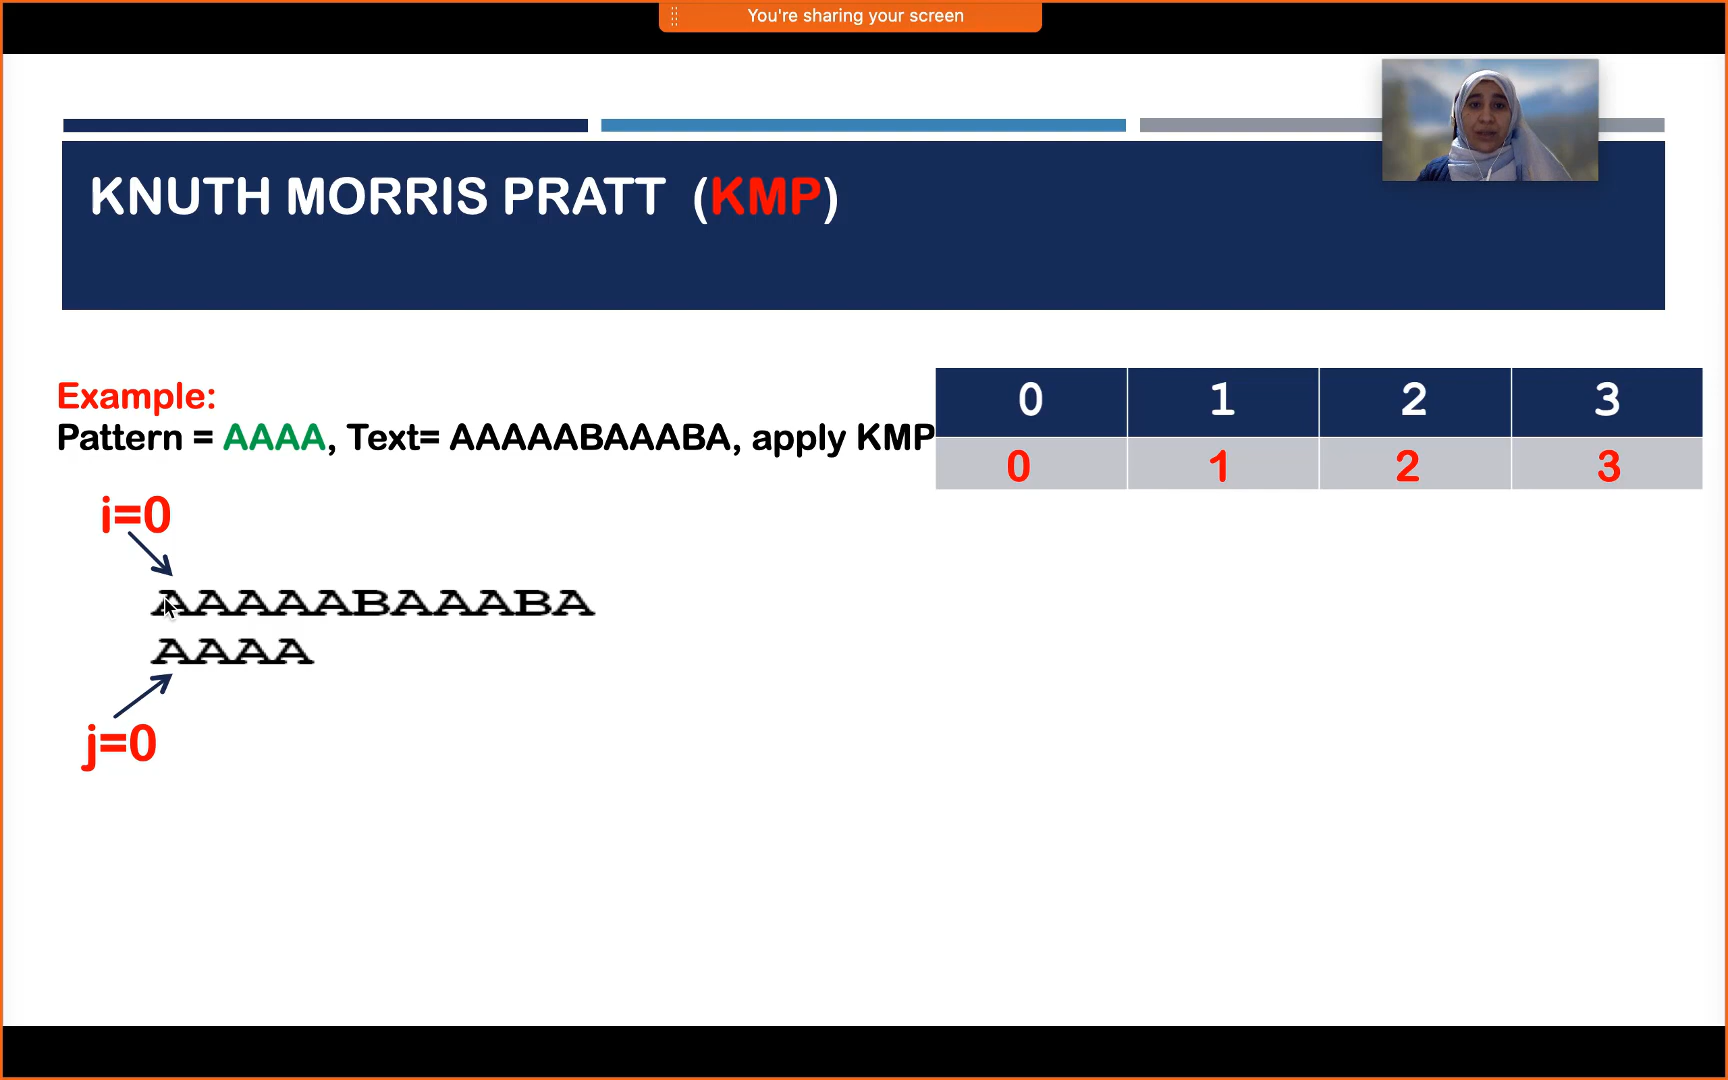 You're sharing your screen
KNUTH MORRIS PRATT (KMP)
Example:
Pattern = AAAA, Text= AAAAABAAABA, apply KMP
0 1 2 3
0 1 2 3
i=0
AAAAABAAABA
AAAA
j=0